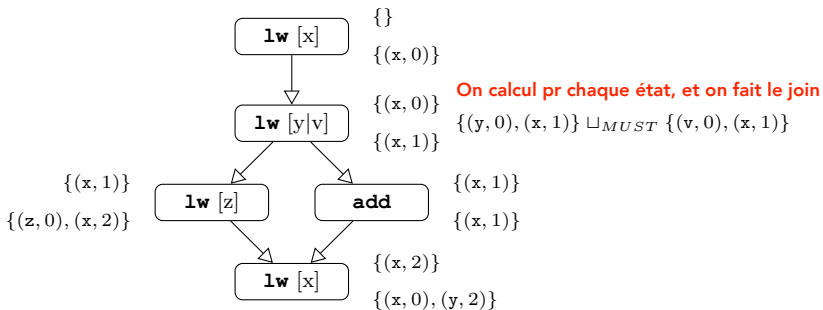 {}
lw [x]
{(x, 0)}
On calcul pr chaque état, et on fait le join
{(x, 0)}
lw [y|v]
{(y, 0), (x, 1)} ⊔MUST {(v, 0), (x, 1)}
{(x, 1)}
{(x, 1)}
{(x, 1)}
lw [z]
add
{(z, 0), (x, 2)}
{(x, 1)}
{(x, 2)}
lw [x]
{(x, 0), (y, 2)}